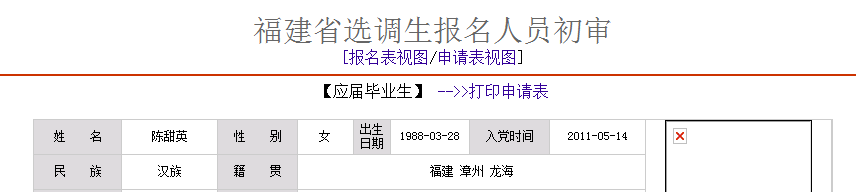 福建省选调生报名人员初审
[报名表视图/申请表视图]
【应届毕业生】 -->>打印申请表
姓 名 陈甜英 性 别 女 出生日期 1988-03-28 入党时间 2011-05-14
民 族 汉族 籍 贯 福建 漳州 龙海